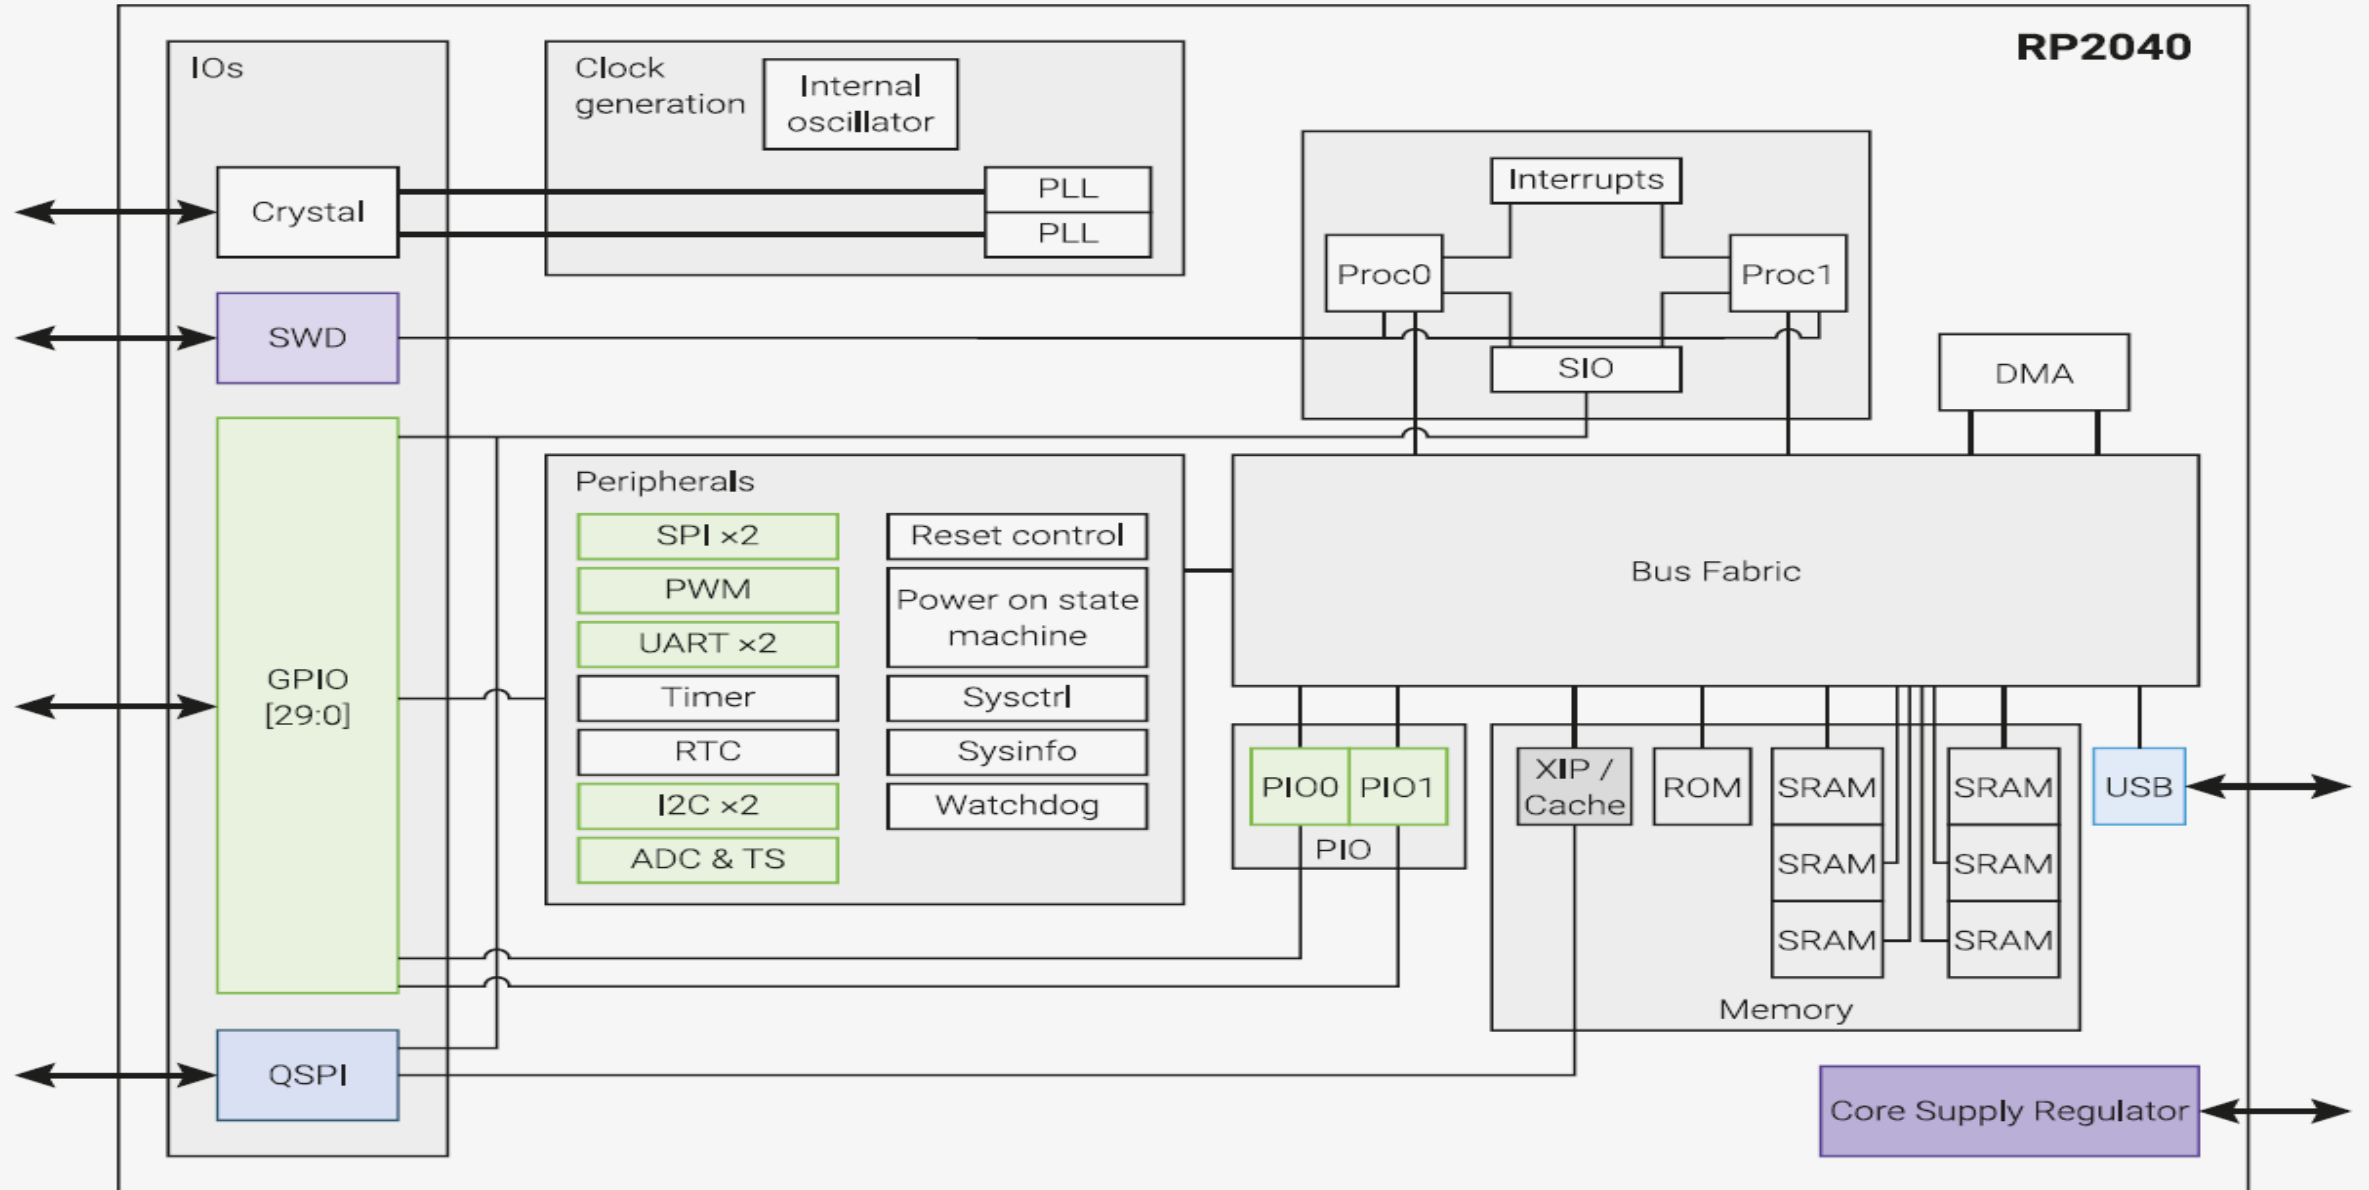 RP2040
IOs
Crystal
SWD
GPIO
[29:0]
QSPI
Clock
generation
Internal
oscillator
PLL
PLL
Interrupts
Proc0
Proc1
SIO
DMA
Peripherals
SPI ×2
PWM
UART ×2
Timer
RTC
I2C ×2
ADC & TS
Reset control
Power on state
machine
Sysctrl
Sysinfo
Watchdog
Bus Fabric
PIO0
PIO1
PIO
XIP /
Cache
ROM
SRAM
SRAM
SRAM
SRAM
SRAM
SRAM
Memory
USB
Core Supply Regulator